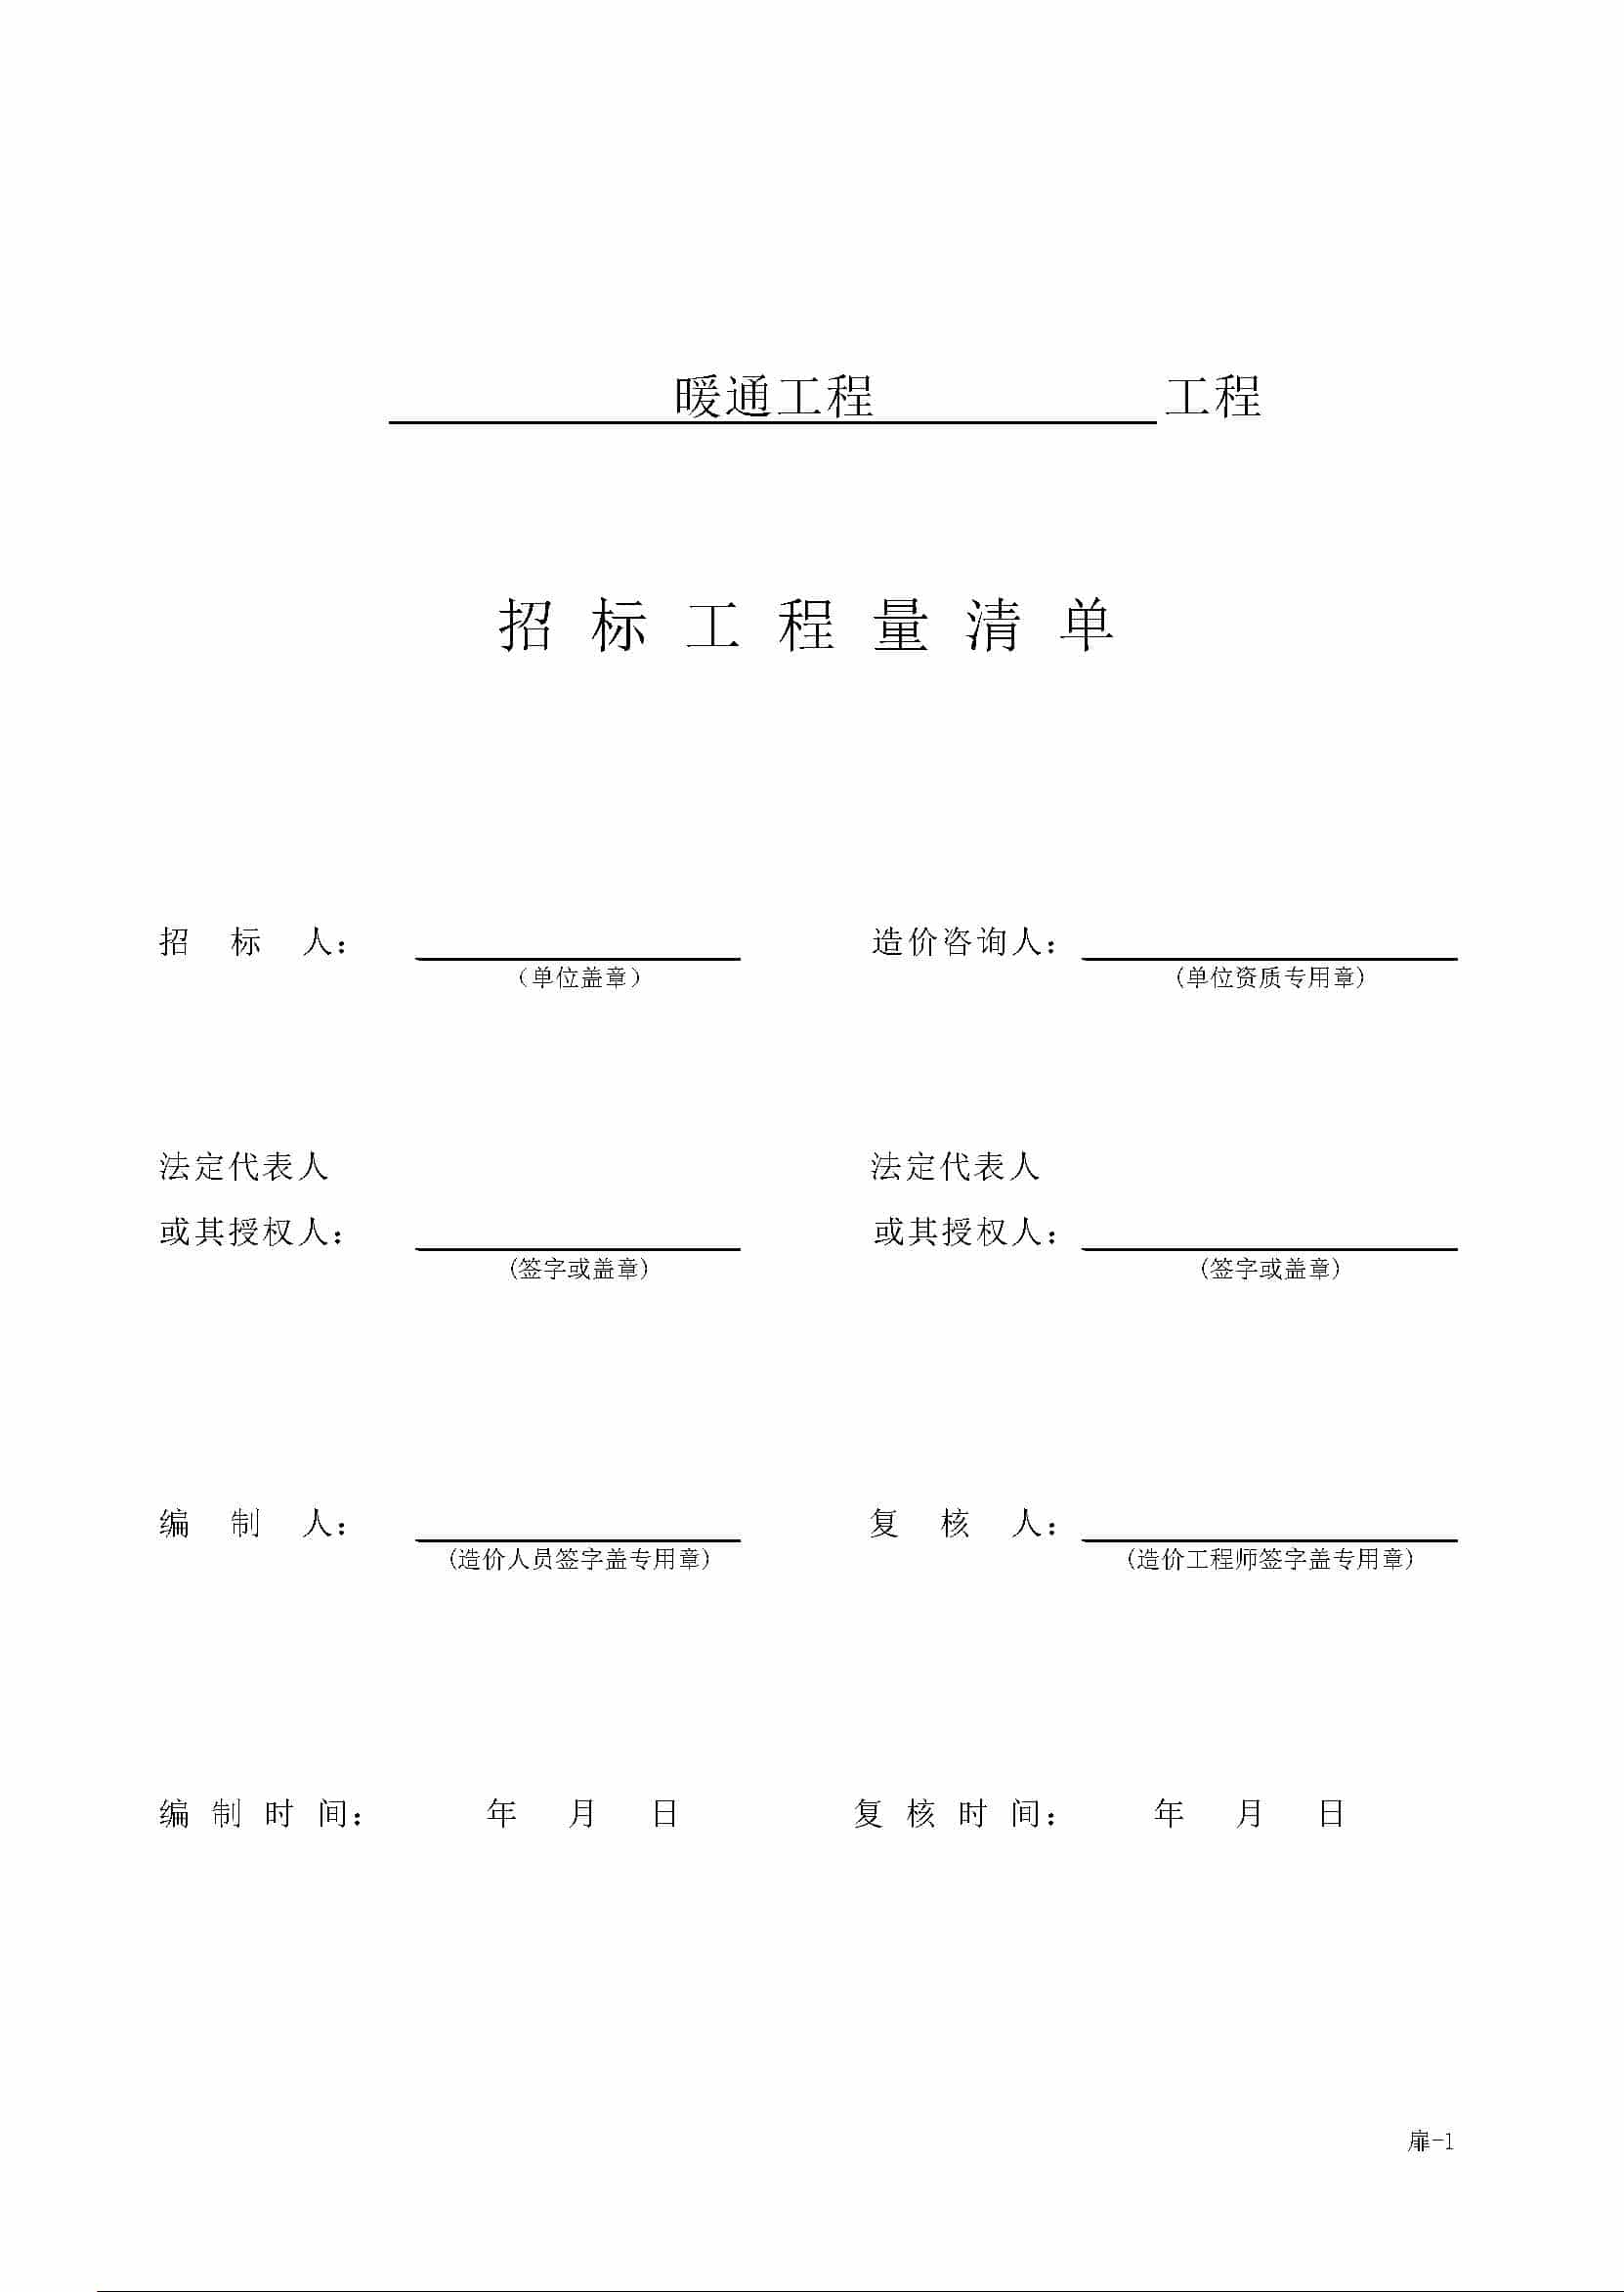 暖通工程 工程
招标工程量清单
招 标 人： 造价咨询人：
（单位盖章） (单位资质专用章)
法定代表人 法定代表人
或其授权人： 或其授权人：
(签字或盖章) (签字或盖章)
编 制 人： 复 核 人：
(造价人员签字盖专用章) (造价工程师签字盖专用章)
编 制 时 间： 年 月 日 复 核 时 间： 年 月 日
扉-1